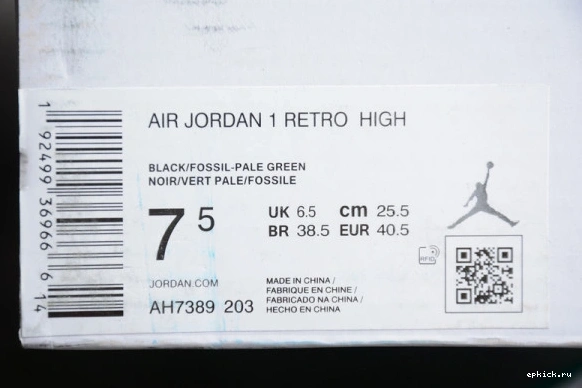 AIR JORDAN 1 RETRO HIGH
BLACK/FOSSIL-PALE GREEN
NOIR/VERT PALE/FOSSILE
7 5
UK 6.5 cm 25.5
BR 38.5 EUR 40.5
RFID
JORDAN.COM
AH7389 203
MADE IN CHINA /
FABRIQUE EN CHINE /
FABRICADO NA CHINA /
HECHO EN CHINA
1 92499 36966 6 14
epkick.ru